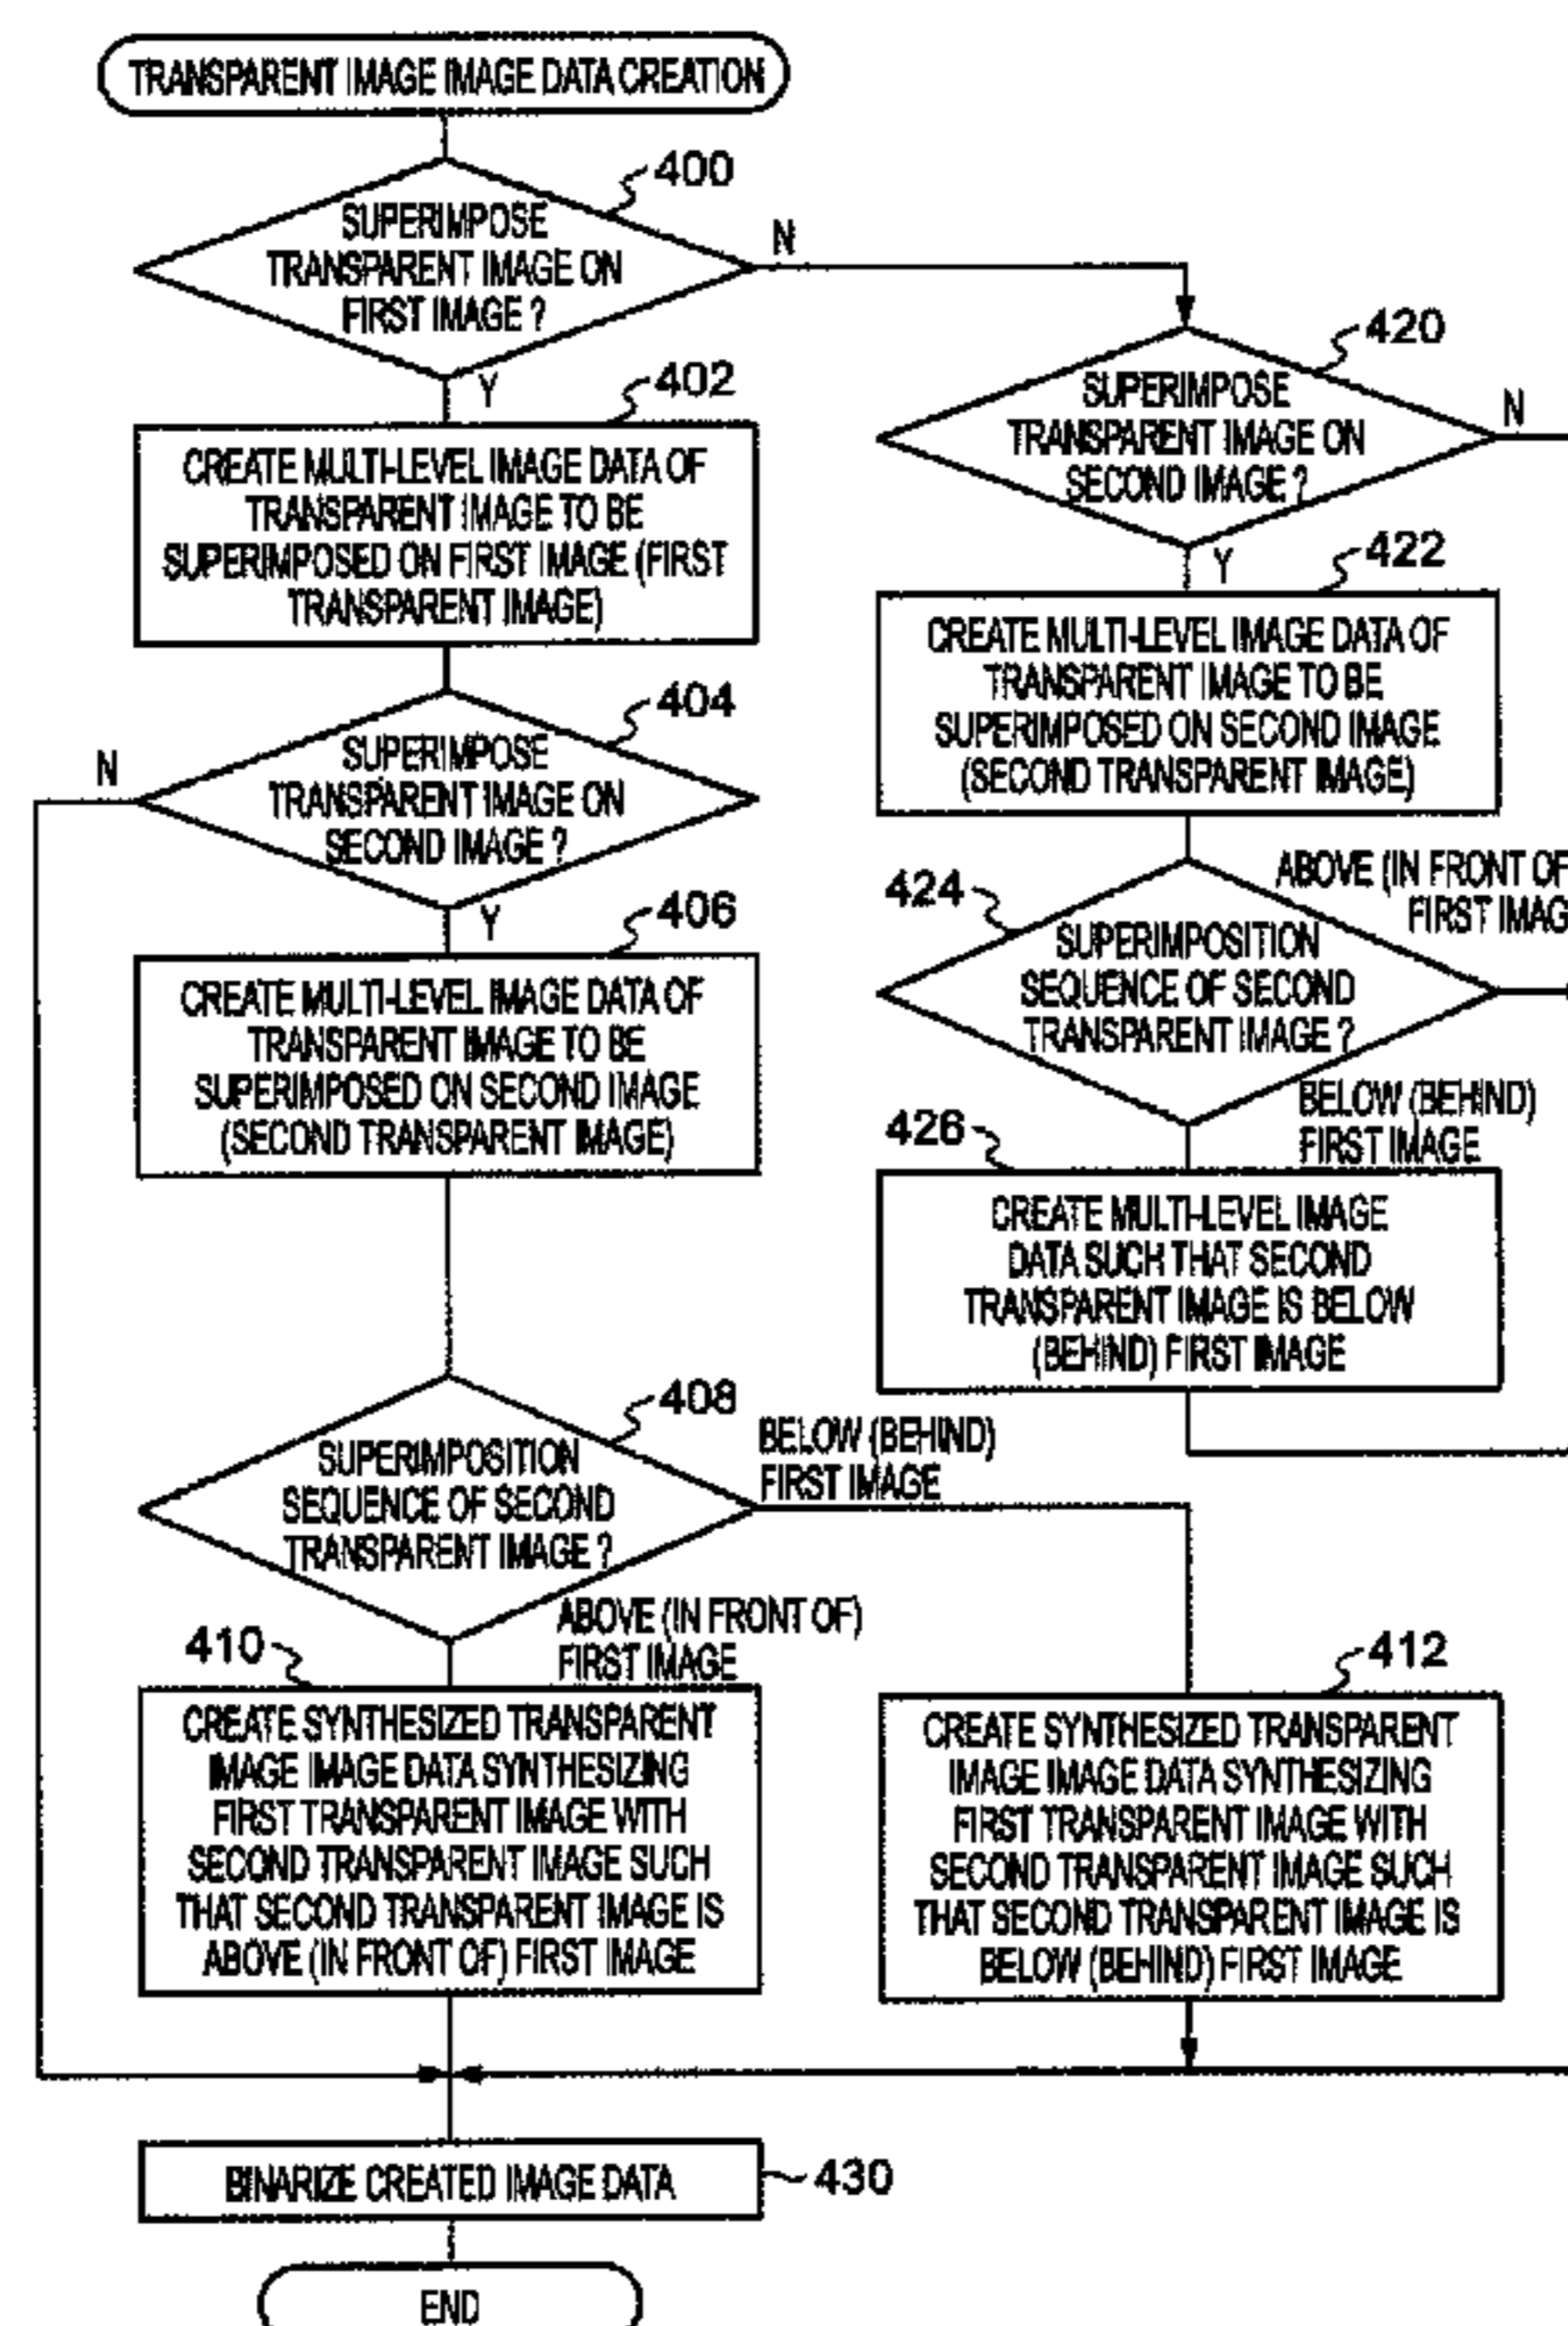 TRANSPARENT IMAGE IMAGE DATA CREATION
400
SUPERIMPOSE
TRANSPARENT IMAGE ON
FIRST IMAGE ?
N
Y
402
CREATE MULTI-LEVEL IMAGE DATA OF
TRANSPARENT IMAGE TO BE
SUPERIMPOSED ON FIRST IMAGE (FIRST
TRANSPARENT IMAGE)
404
N
SUPERIMPOSE
TRANSPARENT IMAGE ON
SECOND IMAGE ?
Y
406
CREATE MULTI-LEVEL IMAGE DATA OF
TRANSPARENT IMAGE TO BE
SUPERIMPOSED ON SECOND IMAGE
(SECOND TRANSPARENT IMAGE)
408
SUPERIMPOSITION
SEQUENCE OF SECOND
TRANSPARENT IMAGE ?
BELOW (BEHIND)
FIRST IMAGE
ABOVE (IN FRONT OF)
FIRST IMAGE
410
CREATE SYNTHESIZED TRANSPARENT
IMAGE IMAGE DATA SYNTHESIZING
FIRST TRANSPARENT IMAGE WITH
SECOND TRANSPARENT IMAGE SUCH
THAT SECOND TRANSPARENT IMAGE IS
ABOVE (IN FRONT OF) FIRST IMAGE
420
SUPERIMPOSE
TRANSPARENT IMAGE ON
SECOND IMAGE ?
N
Y
422
CREATE MULTI-LEVEL IMAGE DATA OF
TRANSPARENT IMAGE TO BE
SUPERIMPOSED ON SECOND IMAGE
(SECOND TRANSPARENT IMAGE)
424
ABOVE (IN FRONT OF
FIRST IMAG
SUPERIMPOSITION
SEQUENCE OF SECOND
TRANSPARENT IMAGE ?
BELOW (BEHIND)
FIRST IMAGE
426
CREATE MULTI-LEVEL IMAGE
DATA SUCH THAT SECOND
TRANSPARENT IMAGE IS BELOW
(BEHIND) FIRST IMAGE
412
CREATE SYNTHESIZED TRANSPARENT
IMAGE IMAGE DATA SYNTHESIZING
FIRST TRANSPARENT IMAGE WITH
SECOND TRANSPARENT IMAGE SUCH
THAT SECOND TRANSPARENT IMAGE IS
BELOW (BEHIND) FIRST IMAGE
BINARIZE CREATED IMAGE DATA
430
END